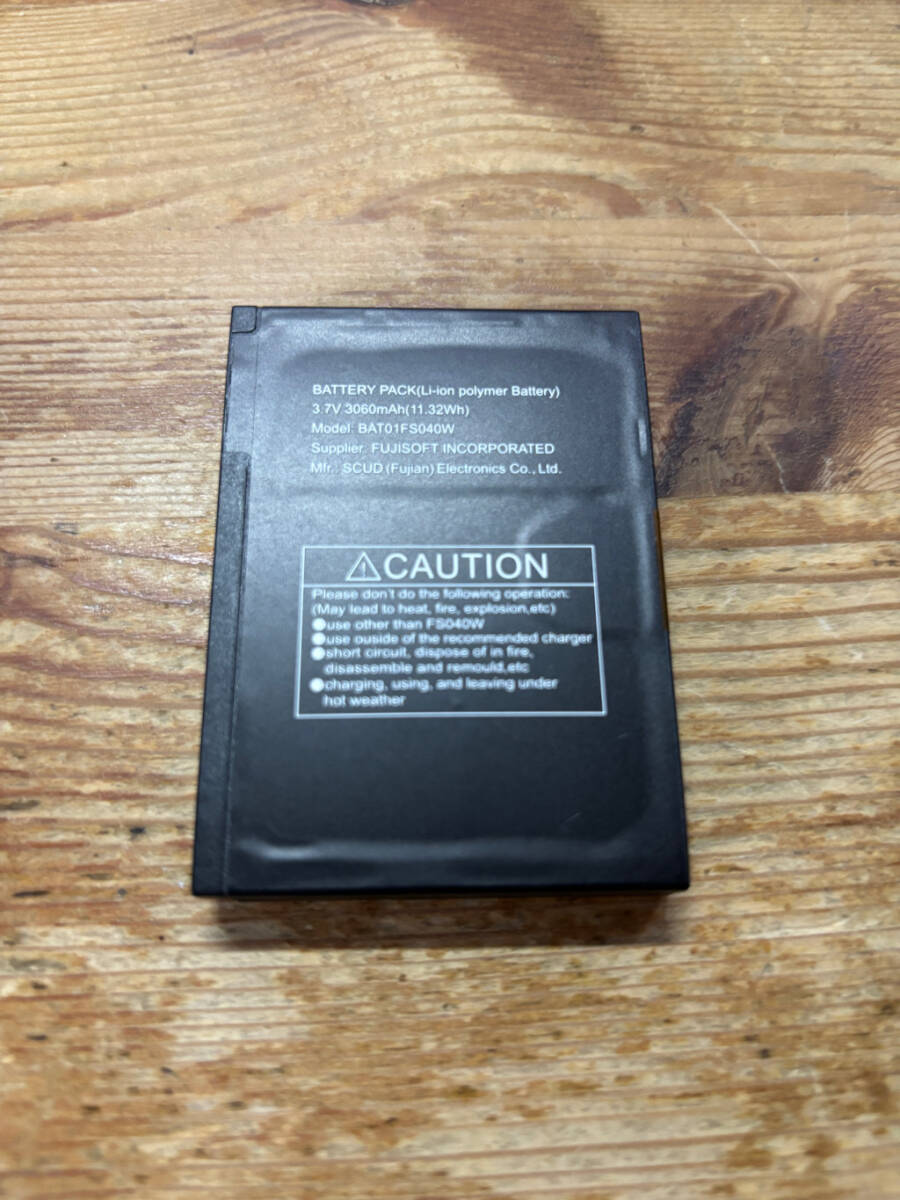 BATTERY PACK(Li-ion polymer Battery)
3.7V 3060mAh(11.32Wh)
Model: BAT01FS040W
Supplier: FUJISOFT INCORPORATED
Mfr.: SCUD (Fujian) Electronics Co., Ltd.
⚠CAUTION
Please don't do the following operation:
(May lead to heat, fire, explosion,etc)
●use other than FS040W
●use ouside of the recommended charger
●short circuit, dispose of in fire,
disassemble and remould,etc
●charging, using, and leaving under
hot weather